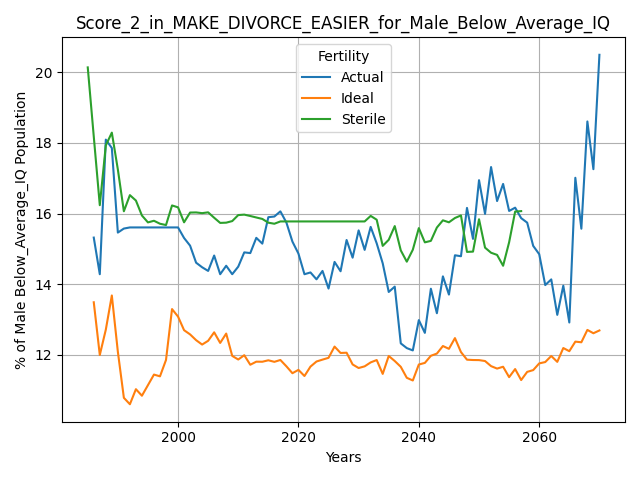 Score_2_in_MAKE_DIVORCE_EASIER_for_Male_Below_Average_IQ
Fertility
Actual
Ideal
Sterile
% of Male Below_Average_IQ Population
20
18
16
14
12
2000
2020
2040
2060
Years